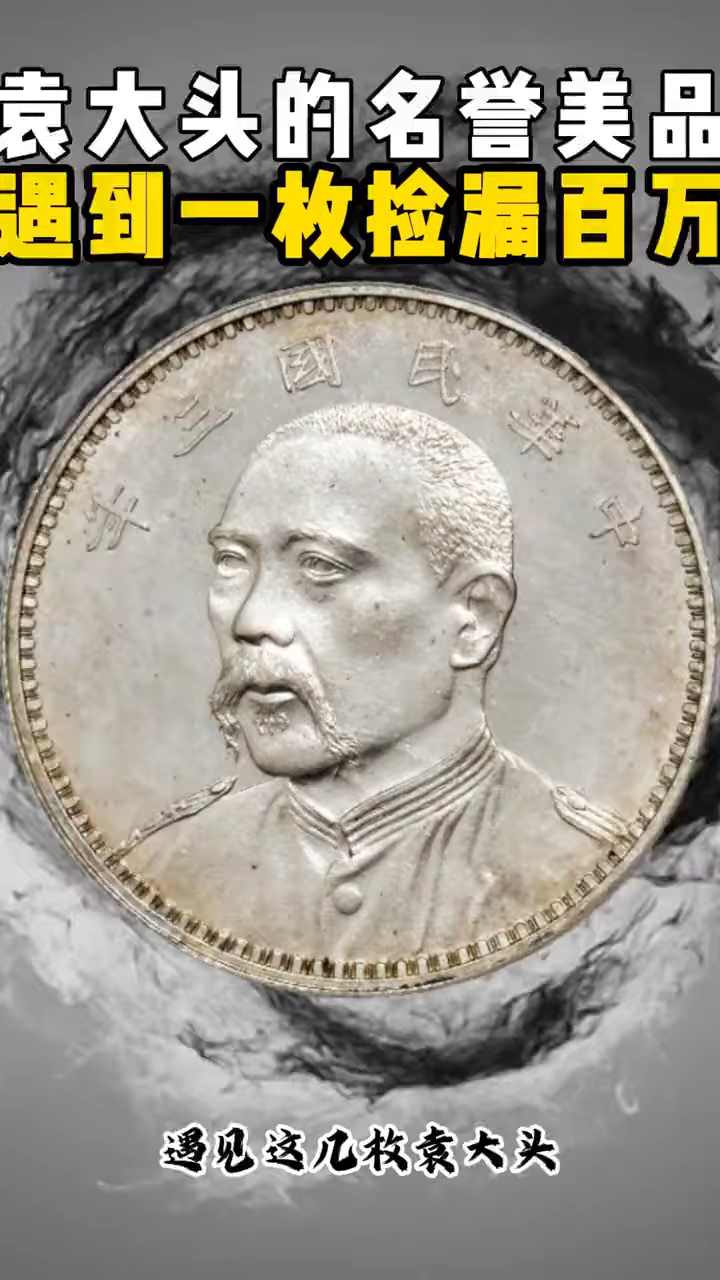 袁大头的名誉美品
遇到一枚捡漏百万
中華民國三年
遇见这几枚袁大头